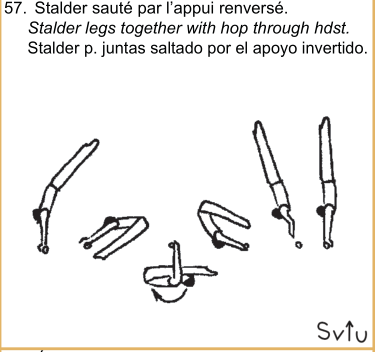 57. Stalder sauté par l'appui renversé.
Stalder legs together with hop through hdst.
Stalder p. juntas saltado por el apoyo invertido.